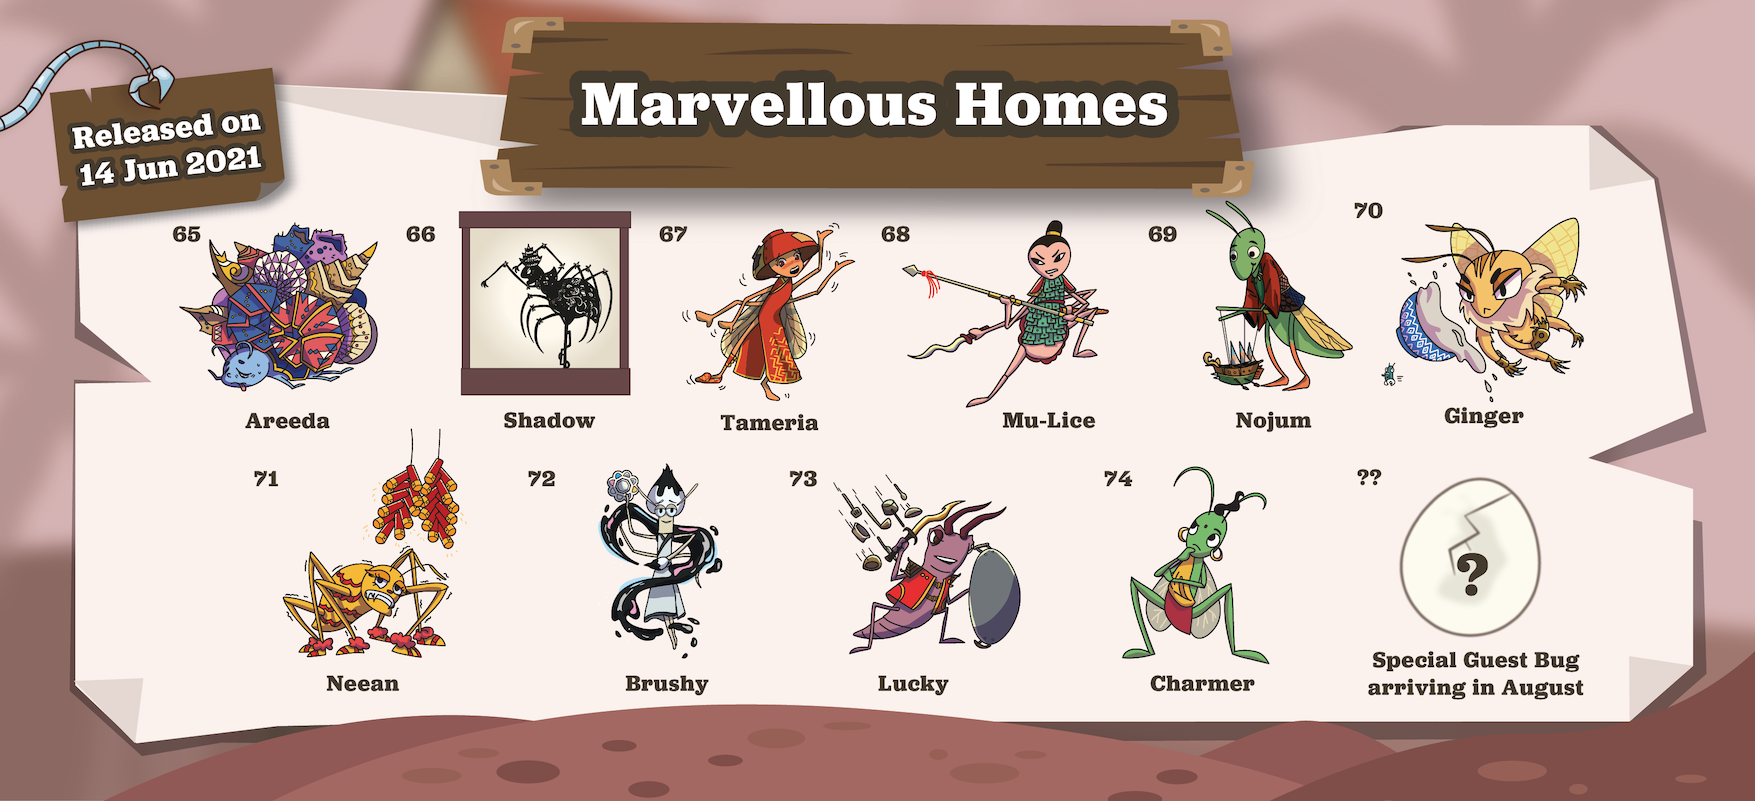 Marvellous Homes
Released on
14 Jun 2021
65
Areeda
66
Shadow
67
Tameria
68
Mu-Lice
69
Nojum
70
Ginger
71
Neean
72
Brushy
73
Lucky
74
Charmer
??
?
Special Guest Bug
arriving in August